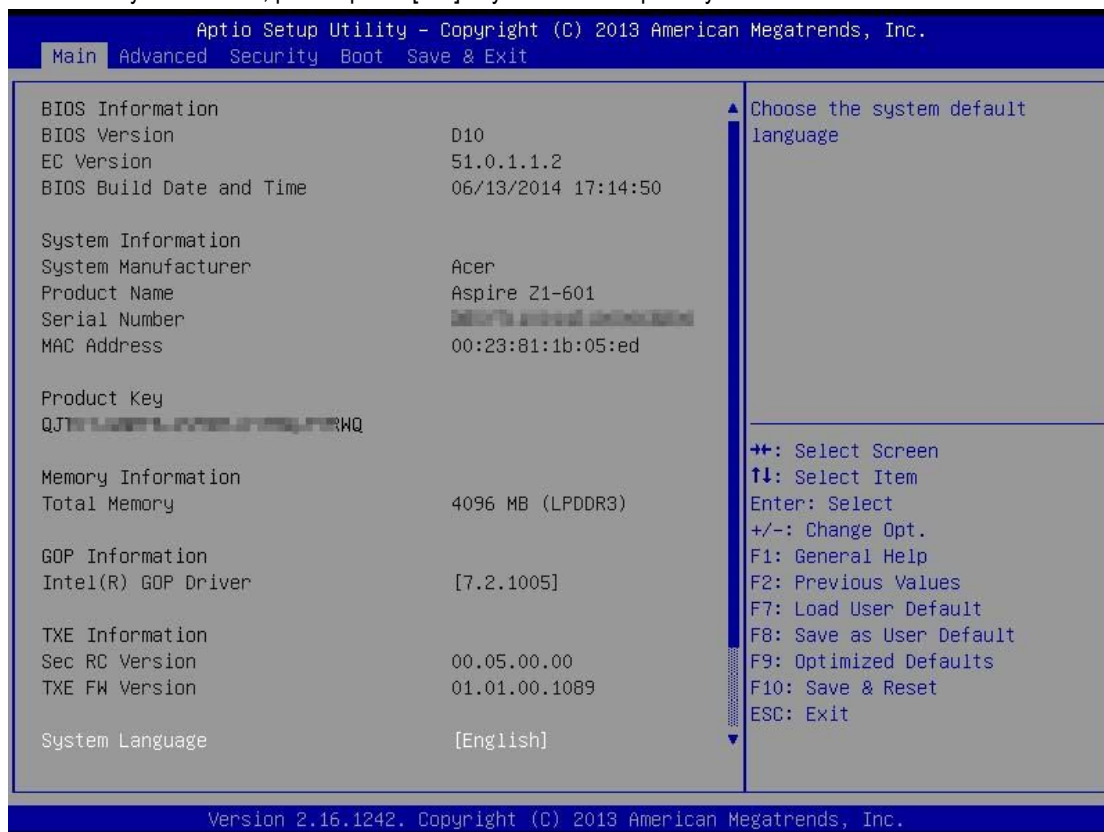 Aptio Setup Utility – Copyright (C) 2013 American Megatrends, Inc.
Main Advanced Security Boot Save & Exit
BIOS Information
BIOS Version D10
EC Version 51.0.1.1.2
BIOS Build Date and Time 06/13/2014 17:14:50
System Information
System Manufacturer Acer
Product Name Aspire Z1-601
Serial Number
MAC Address 00:23:81:1b:05:ed
Product Key
QJT RWQ
Memory Information
Total Memory 4096 MB (LPDDR3)
GOP Information
Intel(R) GOP Driver [7.2.1005]
TXE Information
Sec RC Version 00.05.00.00
TXE FW Version 01.01.00.1089
System Language [English]
Choose the system default
language
→←: Select Screen
↑↓: Select Item
Enter: Select
+/-: Change Opt.
F1: General Help
F2: Previous Values
F7: Load User Default
F8: Save as User Default
F9: Optimized Defaults
F10: Save & Reset
ESC: Exit
Version 2.16.1242. Copyright (C) 2013 American Megatrends, Inc.